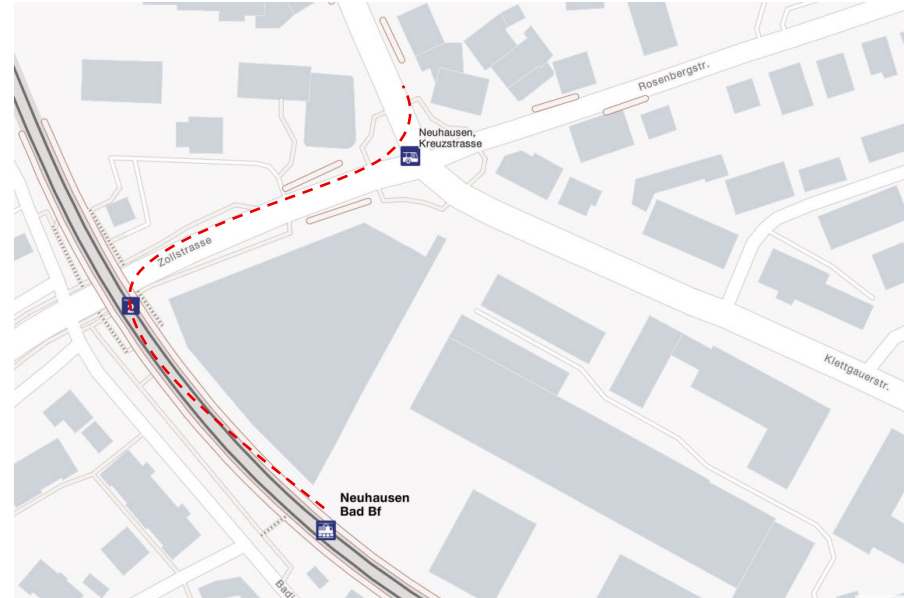 Rosenbergstr.
Neuhausen,
Kreuzstrasse
Zollstrasse
Klettgauerstr.
Neuhausen
Bad Bf